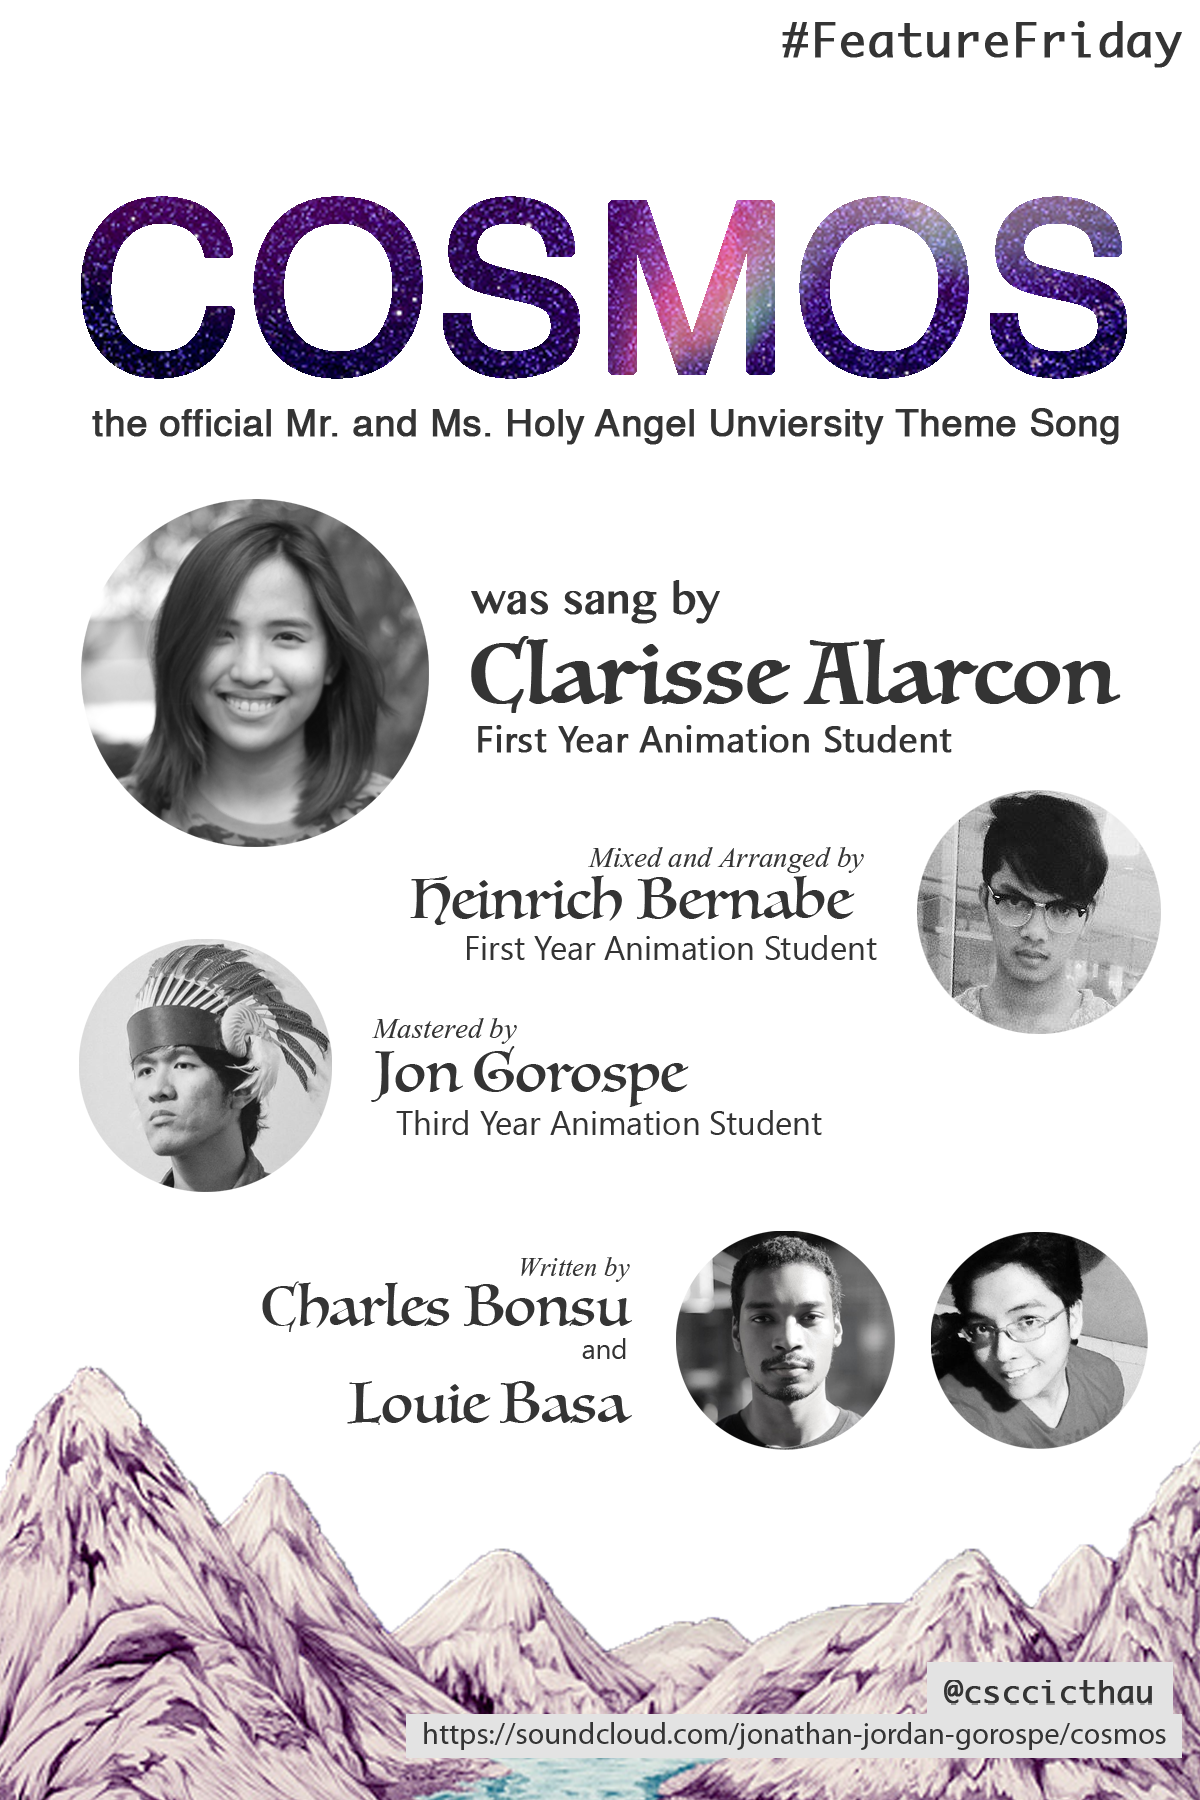 #FeatureFriday
COSMOS
the official Mr. and Ms. Holy Angel Unviersity Theme Song
was sang by
Clarisse Alarcon
First Year Animation Student
Mixed and Arranged by
Heinrich Bernabe
First Year Animation Student
Mastered by
Jon Gorospe
Third Year Animation Student
Written by
Charles Bonsu
and
Louie Basa
@csccicthau
https://soundcloud.com/jonathan-jordan-gorospe/cosmos